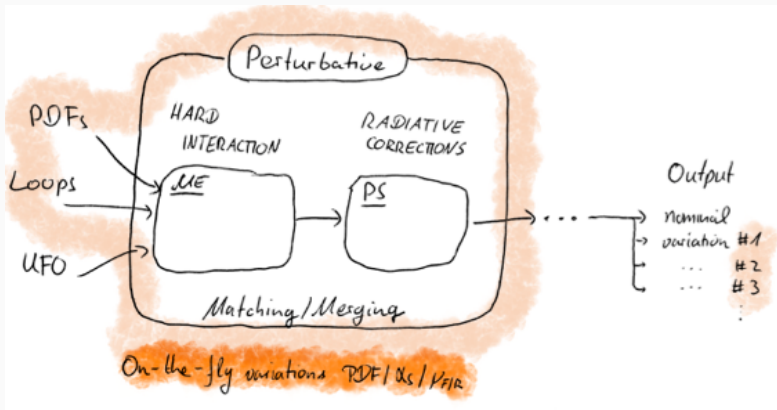 Perturbative
PDFs
Loops
UFO
HARD
INTERACTION
ME
RADIATIVE
CORRECTIONS
PS
Matching/Merging
...
Output
nominal
variation #1
... #2
... #3
⋮
On-the-fly variations PDF/αs/μF/R